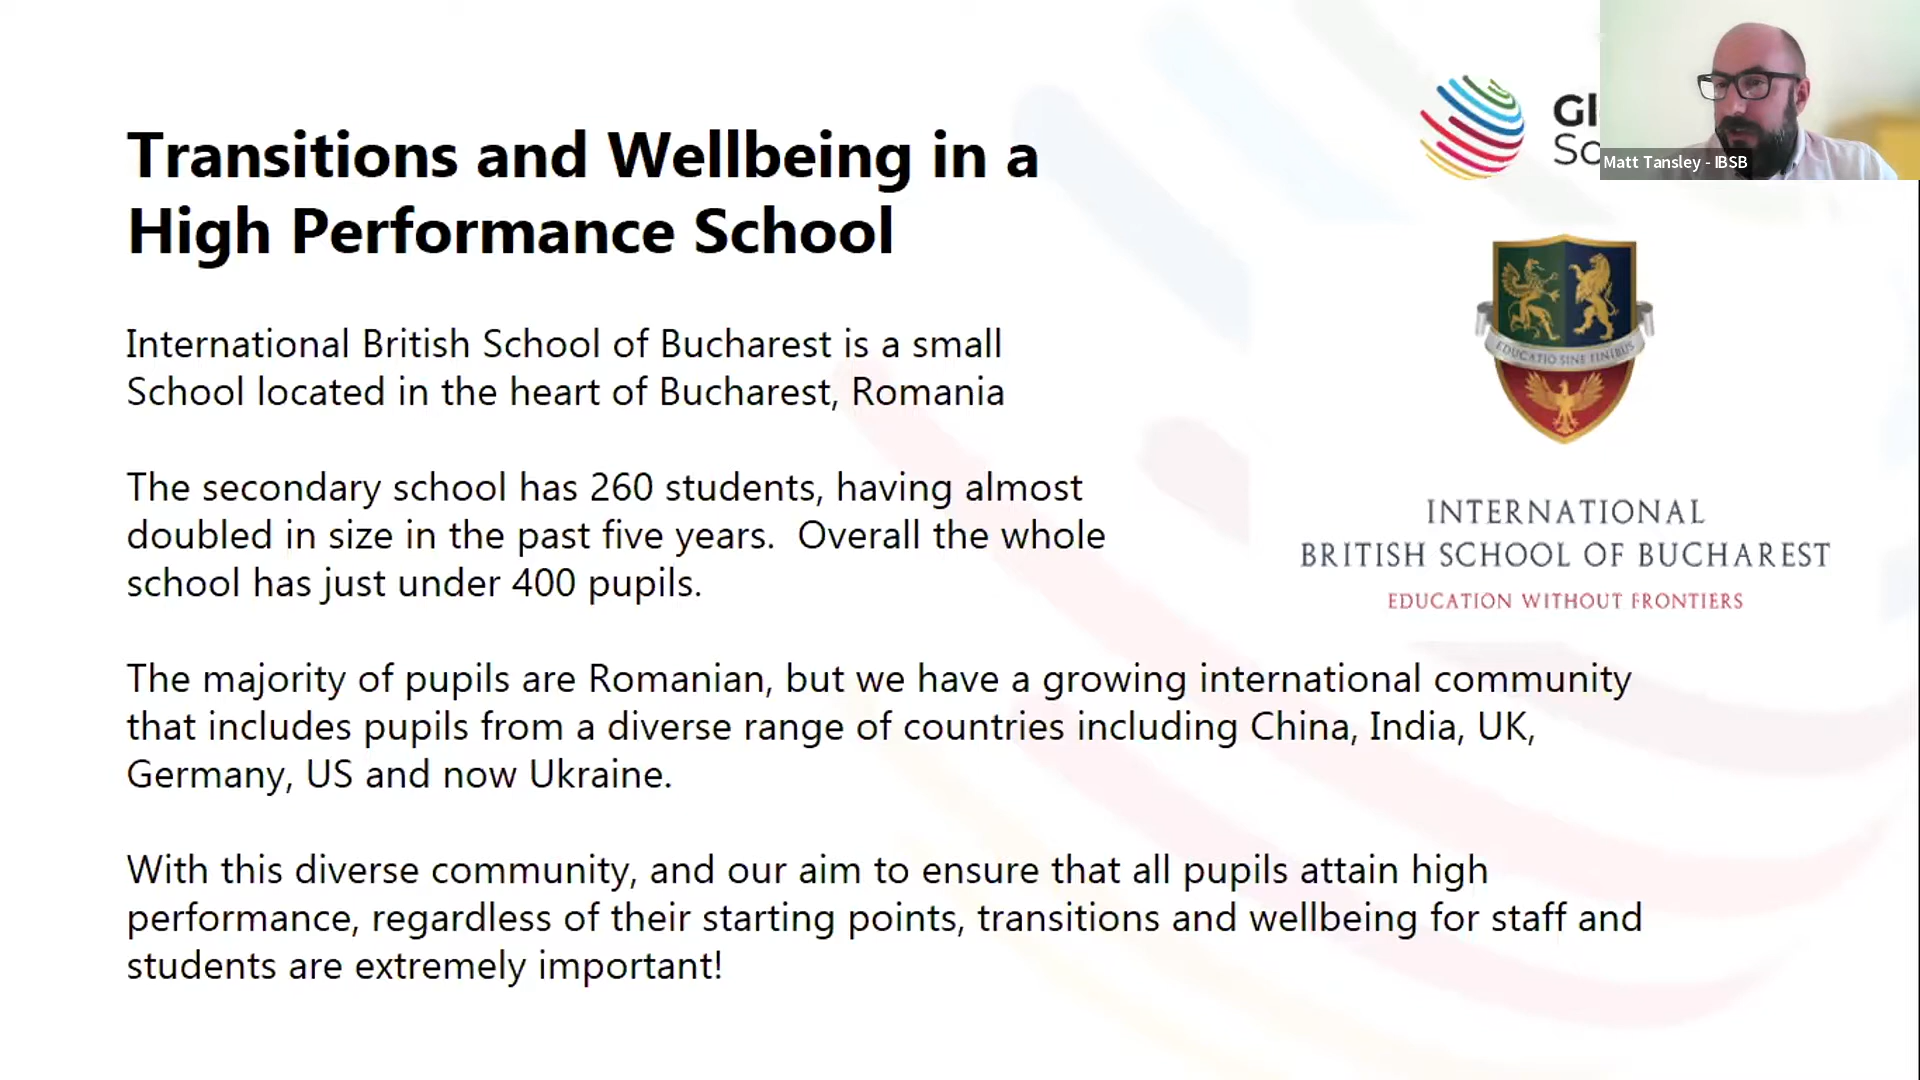 Transitions and Wellbeing in a
High Performance School
Matt Tansley - IBSB
International British School of Bucharest is a small
School located in the heart of Bucharest, Romania
The secondary school has 260 students, having almost
doubled in size in the past five years.  Overall the whole
school has just under 400 pupils.
EDUCATIO SINE FINIBUS
INTERNATIONAL
BRITISH SCHOOL OF BUCHAREST
EDUCATION WITHOUT FRONTIERS
The majority of pupils are Romanian, but we have a growing international community
that includes pupils from a diverse range of countries including China, India, UK,
Germany, US and now Ukraine.
With this diverse community, and our aim to ensure that all pupils attain high
performance, regardless of their starting points, transitions and wellbeing for staff and
students are extremely important!